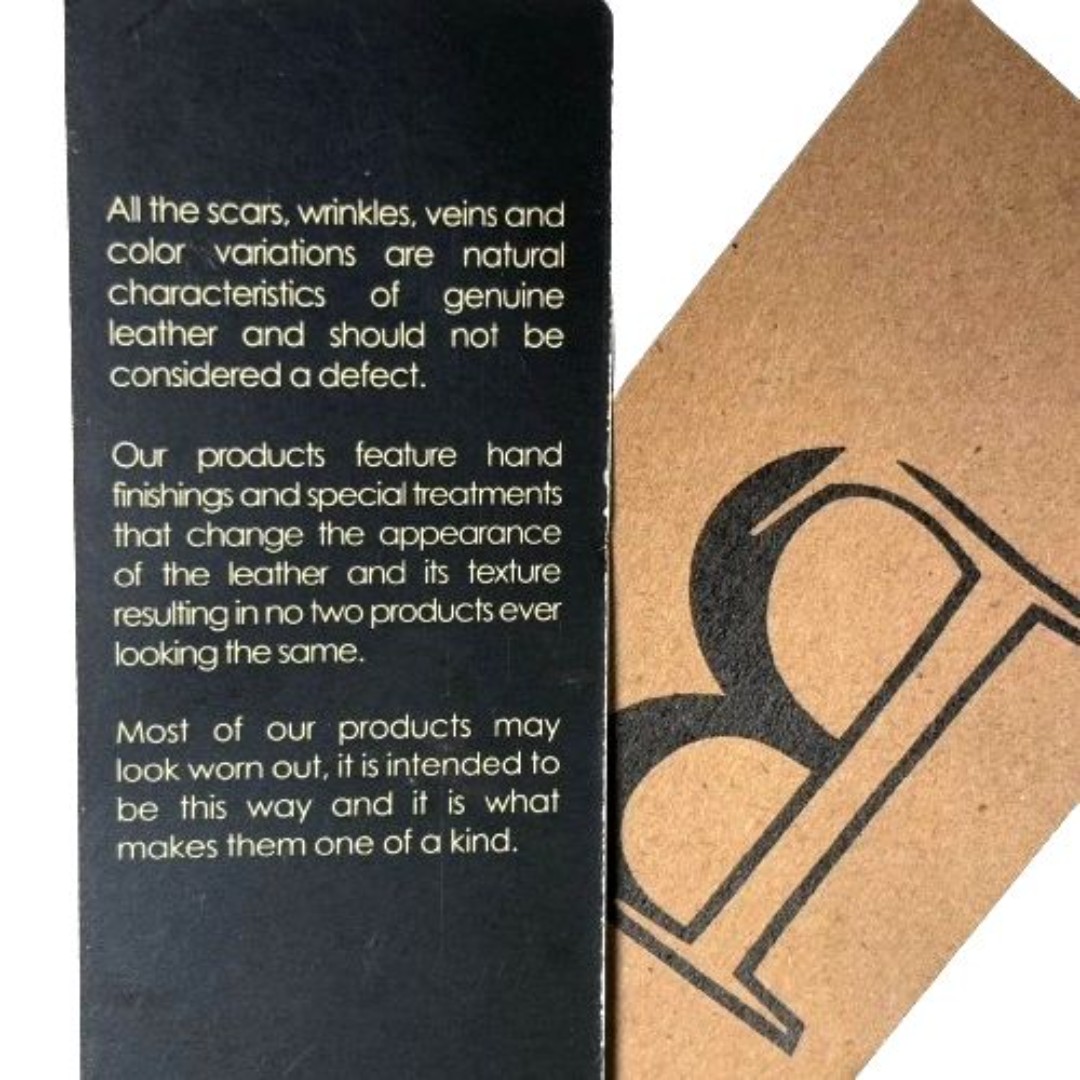 All the scars, wrinkles, veins and
color variations are natural
characteristics of genuine
leather and should not be
considered a defect.
Our products feature hand
finishings and special treatments
that change the appearance
of the leather and its texture
resulting in no two products ever
looking the same.
Most of our products may
look worn out, it is intended to
be this way and it is what
makes them one of a kind.